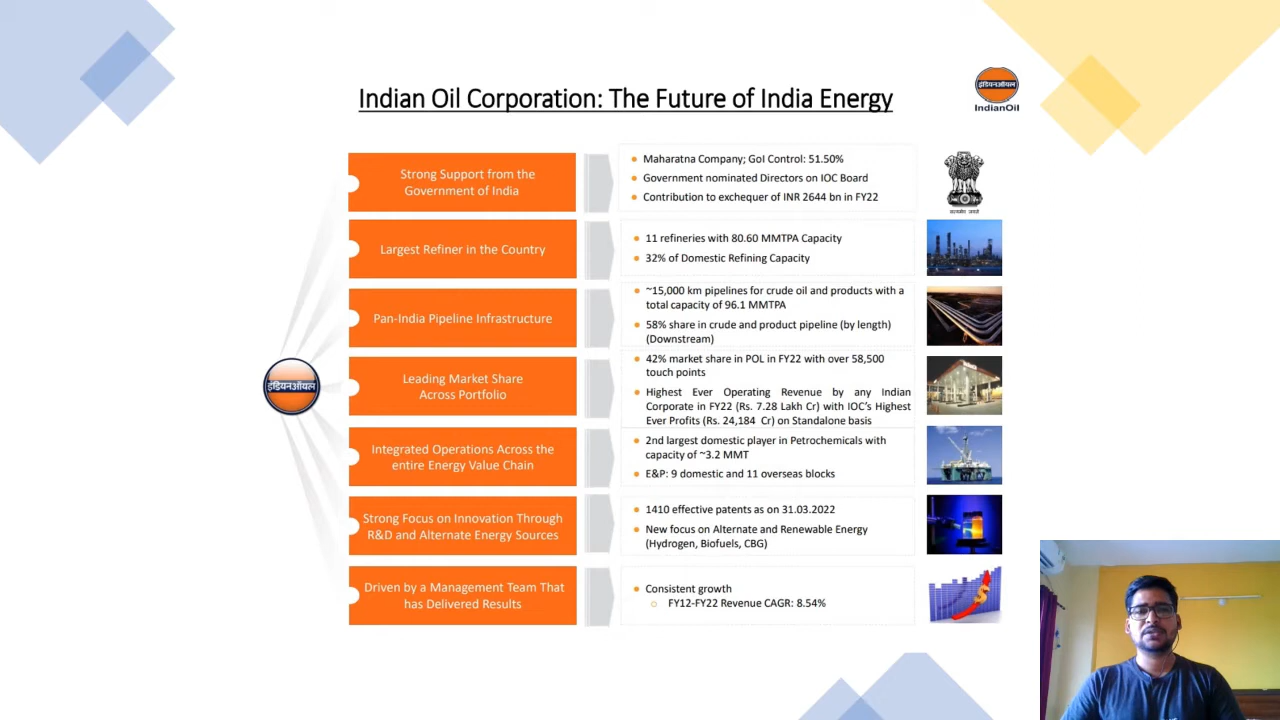 Indian Oil Corporation: The Future of India Energy
इंडियनऑयल
IndianOil
Strong Support from the
Government of India
Maharatna Company; GoI Control: 51.50%
Government nominated Directors on IOC Board
Contribution to exchequer of INR 2644 bn in FY22
सत्यमेव जयते
Largest Refiner in the Country
11 refineries with 80.60 MMTPA Capacity
32% of Domestic Refining Capacity
Pan-India Pipeline Infrastructure
~15,000 km pipelines for crude oil and products with a
total capacity of 96.1 MMTPA
58% share in crude and product pipeline (by length)
(Downstream)
इंडियनऑयल
Leading Market Share
Across Portfolio
42% market share in POL in FY22 with over 58,500
touch points
Highest Ever Operating Revenue by any Indian
Corporate in FY22 (Rs. 7.28 Lakh Cr) with IOC's Highest
Ever Profits (Rs. 24,184 Cr) on Standalone basis
Integrated Operations Across the
entire Energy Value Chain
2nd largest domestic player in Petrochemicals with
capacity of ~3.2 MMT
E&P: 9 domestic and 11 overseas blocks
Strong Focus on Innovation Through
R&D and Alternate Energy Sources
1410 effective patents as on 31.03.2022
New focus on Alternate and Renewable Energy
(Hydrogen, Biofuels, CBG)
Driven by a Management Team That
has Delivered Results
Consistent growth
FY12-FY22 Revenue CAGR: 8.54%